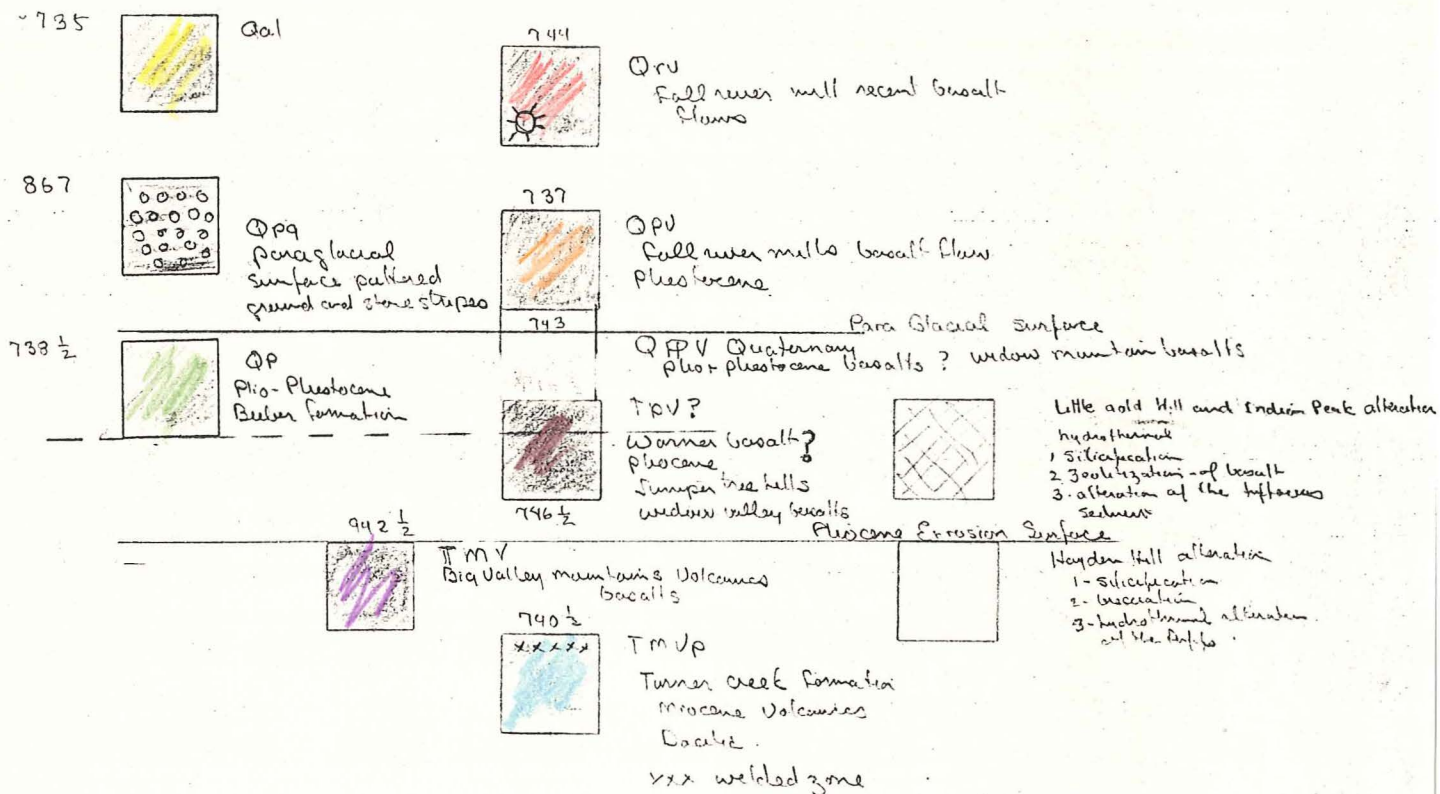 735
Qal
744
Qrv
Fall river mill recent basalt
flows
867
Qpg
paraglacial
surface patterned
ground and stone stripes
737
QPV
Fall river mills basalt flow
Pleistocene
743
Para Glacial surface
738 ½
QP
Plio-Pleistocene
Bieber formation
QPPV Quaternary
plio-pleistocene basalts ? widow mountain basalts
TPV?
Warner basalt?
pliocene
Juniper tree hills
widow valley basalts
746 ½
Little gold Hill and Indian Peak alteration
hydrothermal
1 Silicification
2 Zeolitization of basalt
3. alteration of the tuffaceous
sediment
Pliocene Erosion Surface
942 ½
TMV
Big Valley mountains Volcanics
basalts
Hayden Hill alteration
1- silicification
2- brecciation
3- hydrothermal alteration
of the
740 ½
xxxxx
TMVp
Turner creek formation
Miocene Volcanics
Dacitic.
xxx welded zone